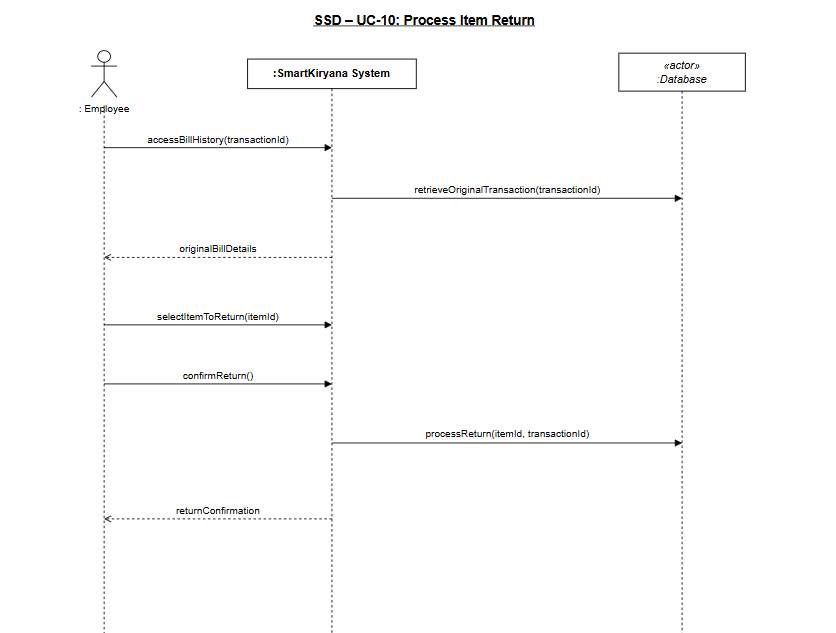 SSD – UC-10: Process Item Return
: Employee
:SmartKiryana System
«actor»
:Database
accessBillHistory(transactionId)
retrieveOriginalTransaction(transactionId)
originalBillDetails
selectItemToReturn(itemId)
confirmReturn()
processReturn(itemId, transactionId)
returnConfirmation